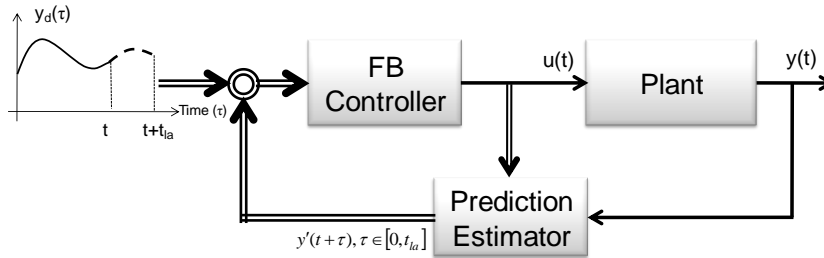 y_d(τ)
Time (τ)
t
t+t_la
FB
Controller
u(t)
Plant
y(t)
Prediction
Estimator
y′(t+τ), τ ∈ [0, t_la]